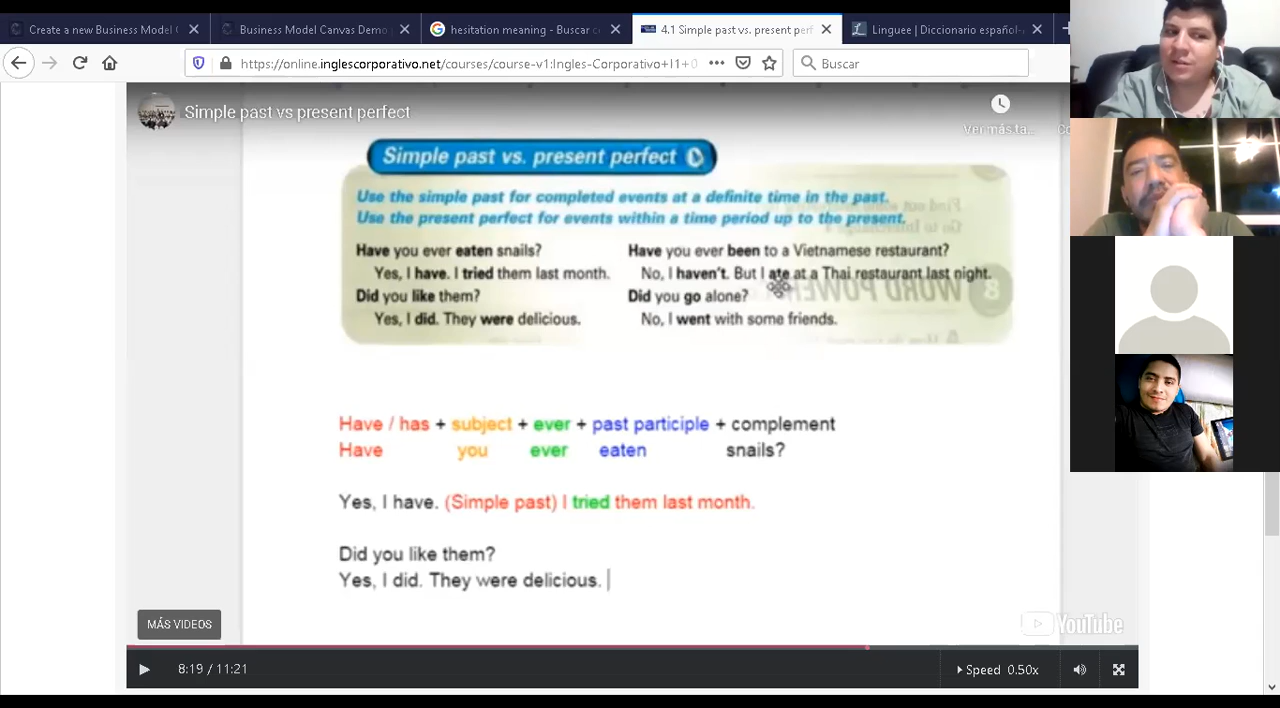 Create a new Business Model
Business Model Canvas Demo
hesitation meaning - Buscar
4.1 Simple past vs. present perf
Linguee | Diccionario español-
https://online.inglescorporativo.net/courses/course-v1:Ingles-Corporativo+I1+0
Buscar
Simple past vs present perfect
Ver más ta...
Simple past vs. present perfect
Use the simple past for completed events at a definite time in the past.
Use the present perfect for events within a time period up to the present.
Have you ever eaten snails?
Yes, I have. I tried them last month.
Did you like them?
Yes, I did. They were delicious.
Have you ever been to a Vietnamese restaurant?
No, I haven't. But I ate at a Thai restaurant last night.
Did you go alone?
No, I went with some friends.
8 WORD POWER
Have / has + subject + ever + past participle + complement
Have you ever eaten snails?
Yes, I have. (Simple past) I tried them last month.
Did you like them?
Yes, I did. They were delicious.
MÁS VIDEOS
YouTube
8:19 / 11:21
Speed 0.50x